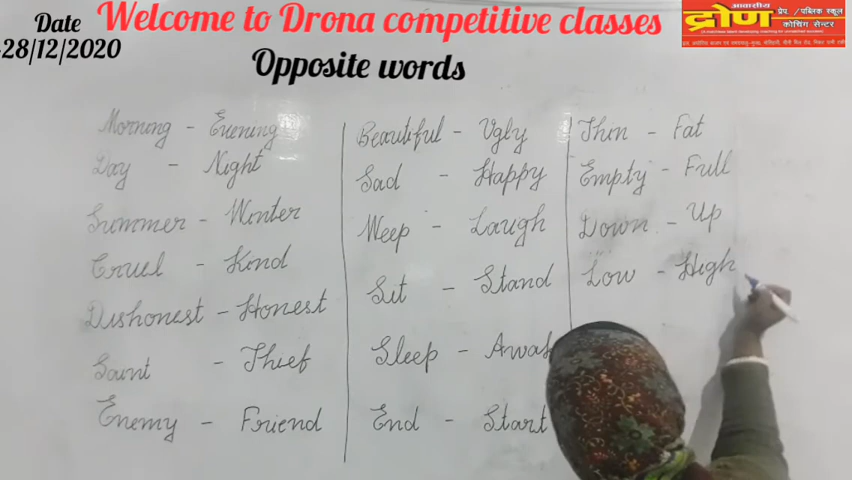 Date
-28/12/2020
Welcome to Drona competitive classes
Opposite words
आवासीय
द्रोण प्रेप. /पब्लिक स्कूल
कोचिंग सेन्टर
Morning - Evening
Day - Night
Summer - Winter
Cruel - Kind
Dishonest - Honest
Saint - Thief
Enemy - Friend
Beautiful - Ugly
Sad - Happy
Weep - Laugh
Sit - Stand
Sleep -
End - Start
Thin - Fat
Empty - Full
Down - Up
Low - High